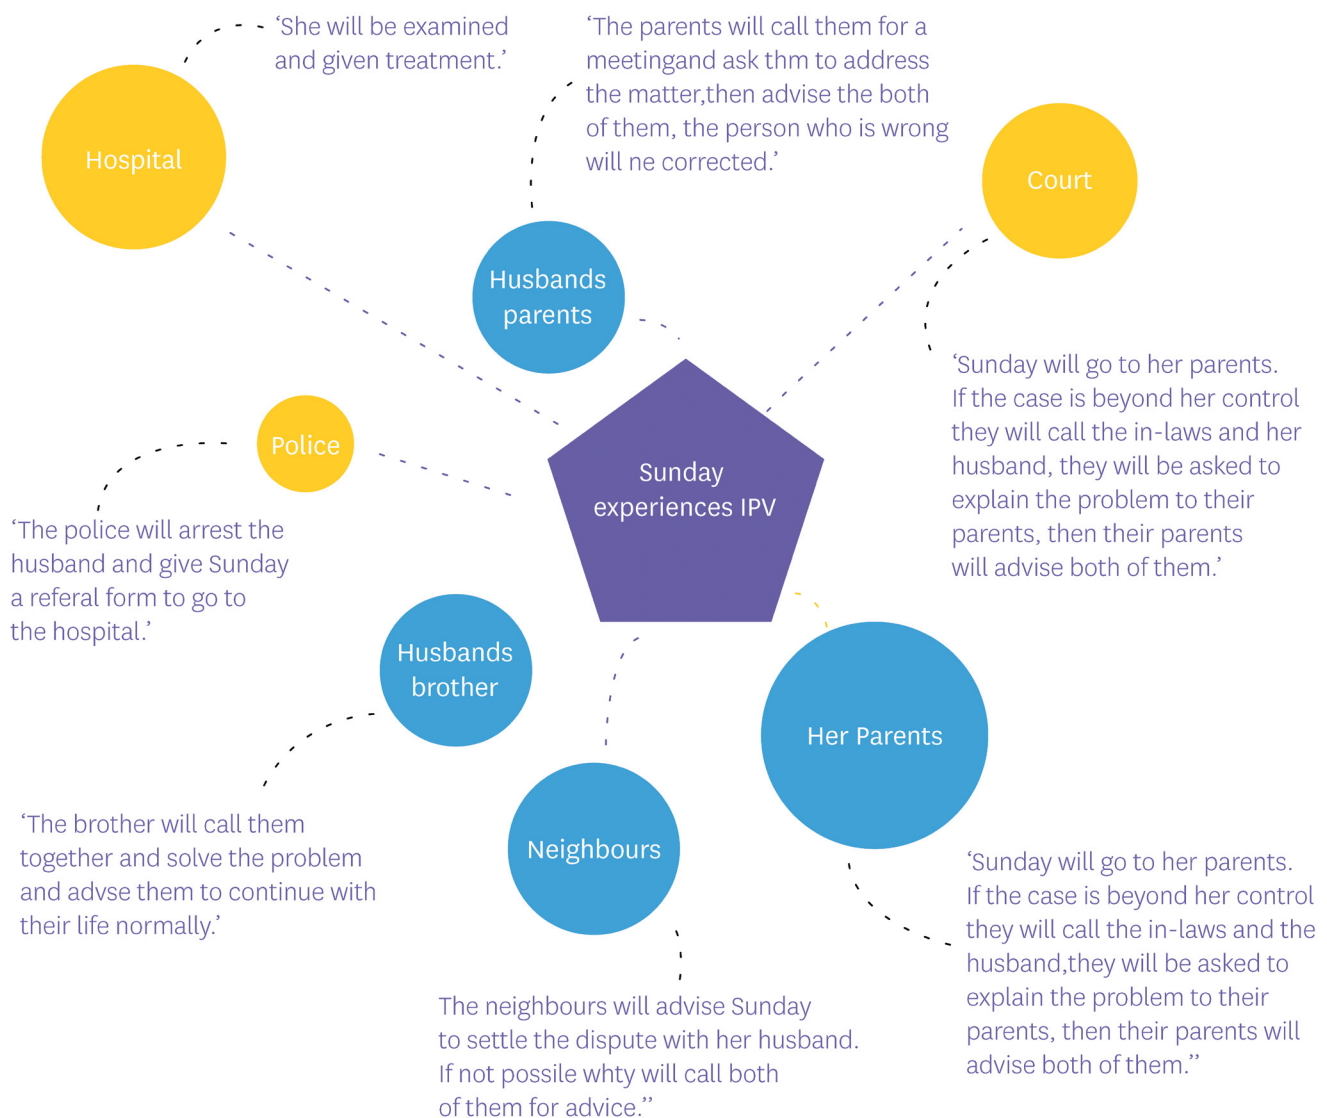 ‘She will be examined
and given treatment.’
‘The parents will call them for a
meetingand ask thm to address
the matter,then advise the both
of them, the person who is wrong
will ne corrected.’
Hospital
Court
Husbands
parents
‘Sunday will go to her parents.
If the case is beyond her control
they will call the in-laws and her
husband, they will be asked to
explain the problem to their
parents, then their parents
will advise both of them.’
Police
Sunday
experiences IPV
‘The police will arrest the
husband and give Sunday
a referal form to go to
the hospital.’
Husbands
brother
Her Parents
‘The brother will call them
together and solve the problem
and advse them to continue with
their life normally.’
Neighbours
‘Sunday will go to her parents.
If the case is beyond her control
they will call the in-laws and the
husband,they will be asked to
explain the problem to their
parents, then their parents will
advise both of them.’’
The neighbours will advise Sunday
to settle the dispute with her husband.
If not possile whty will call both
of them for advice.’’